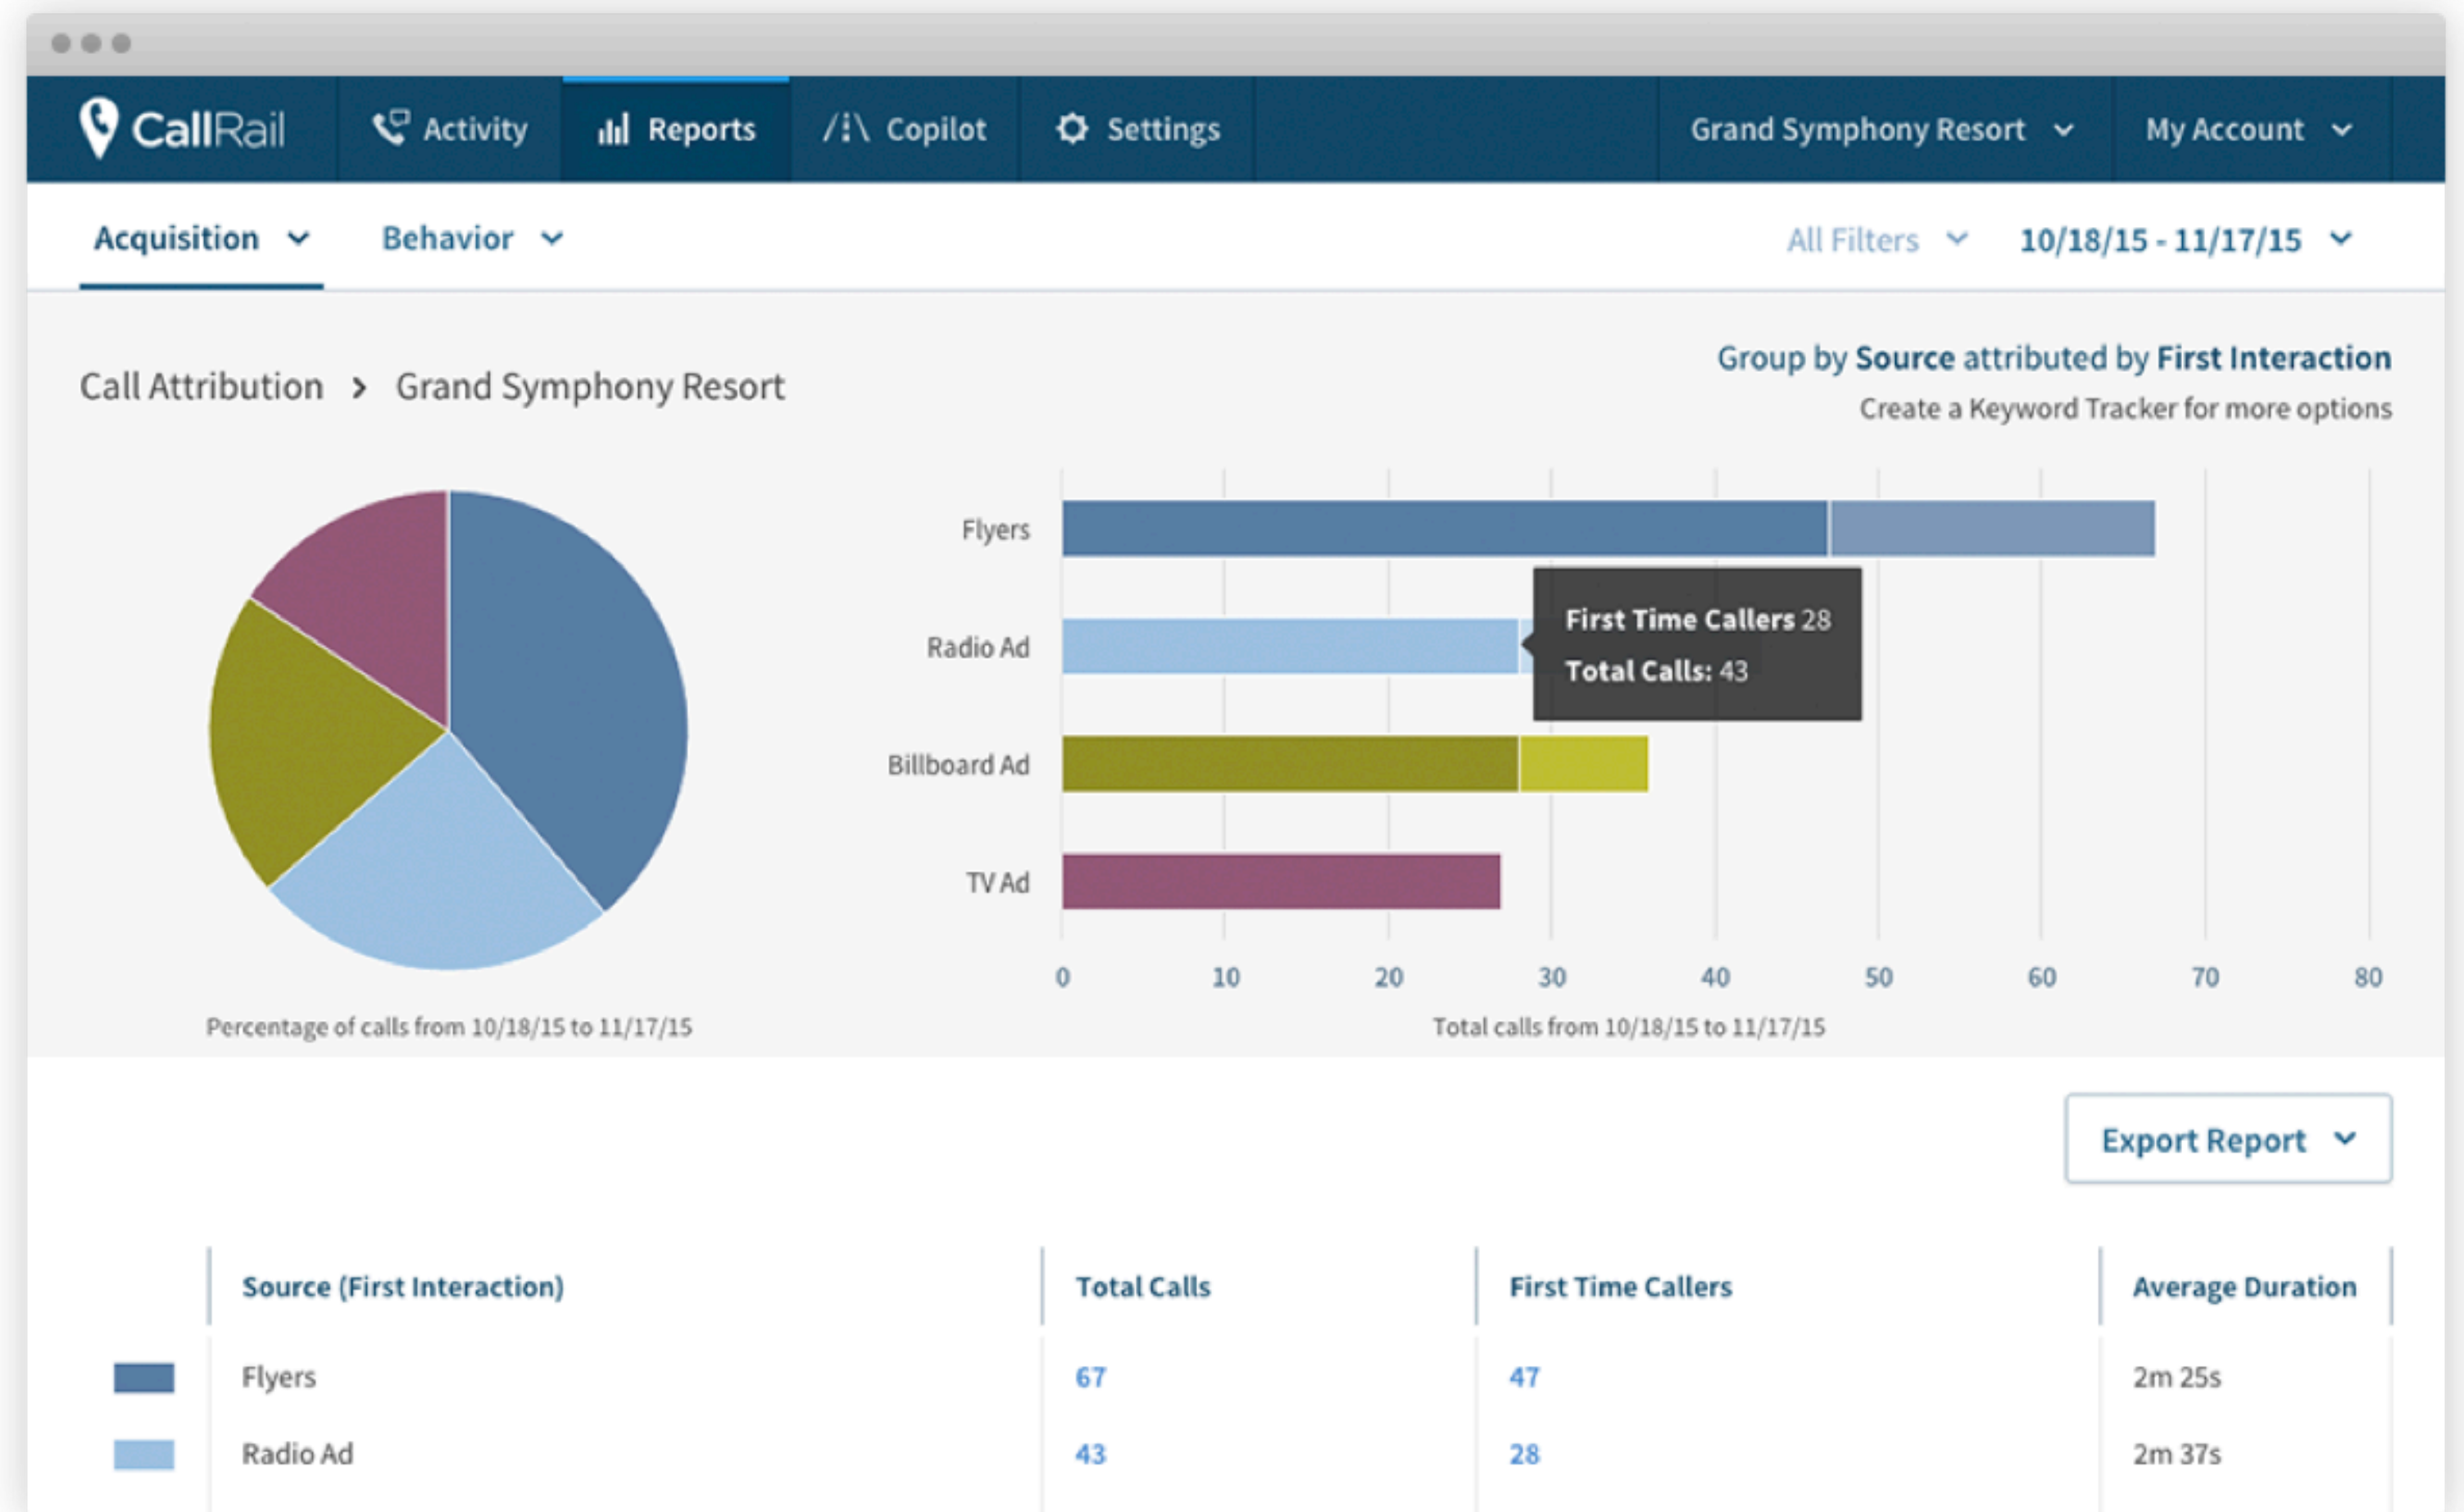 CallRail Activity Reports Copilot Settings Grand Symphony Resort My Account
Acquisition Behavior All Filters 10/18/15 - 11/17/15
Group by Source attributed by First Interaction
Call Attribution > Grand Symphony Resort
Create a Keyword Tracker for more options
Flyers
First Time Callers 28
Radio Ad
Total Calls: 43
Billboard Ad
TV Ad
0 10 20 30 40 50 60 70 80
Percentage of calls from 10/18/15 to 11/17/15
Total calls from 10/18/15 to 11/17/15
Export Report
Source (First Interaction) Total Calls First Time Callers Average Duration
Flyers 67 47 2m 25s
Radio Ad 43 28 2m 37s